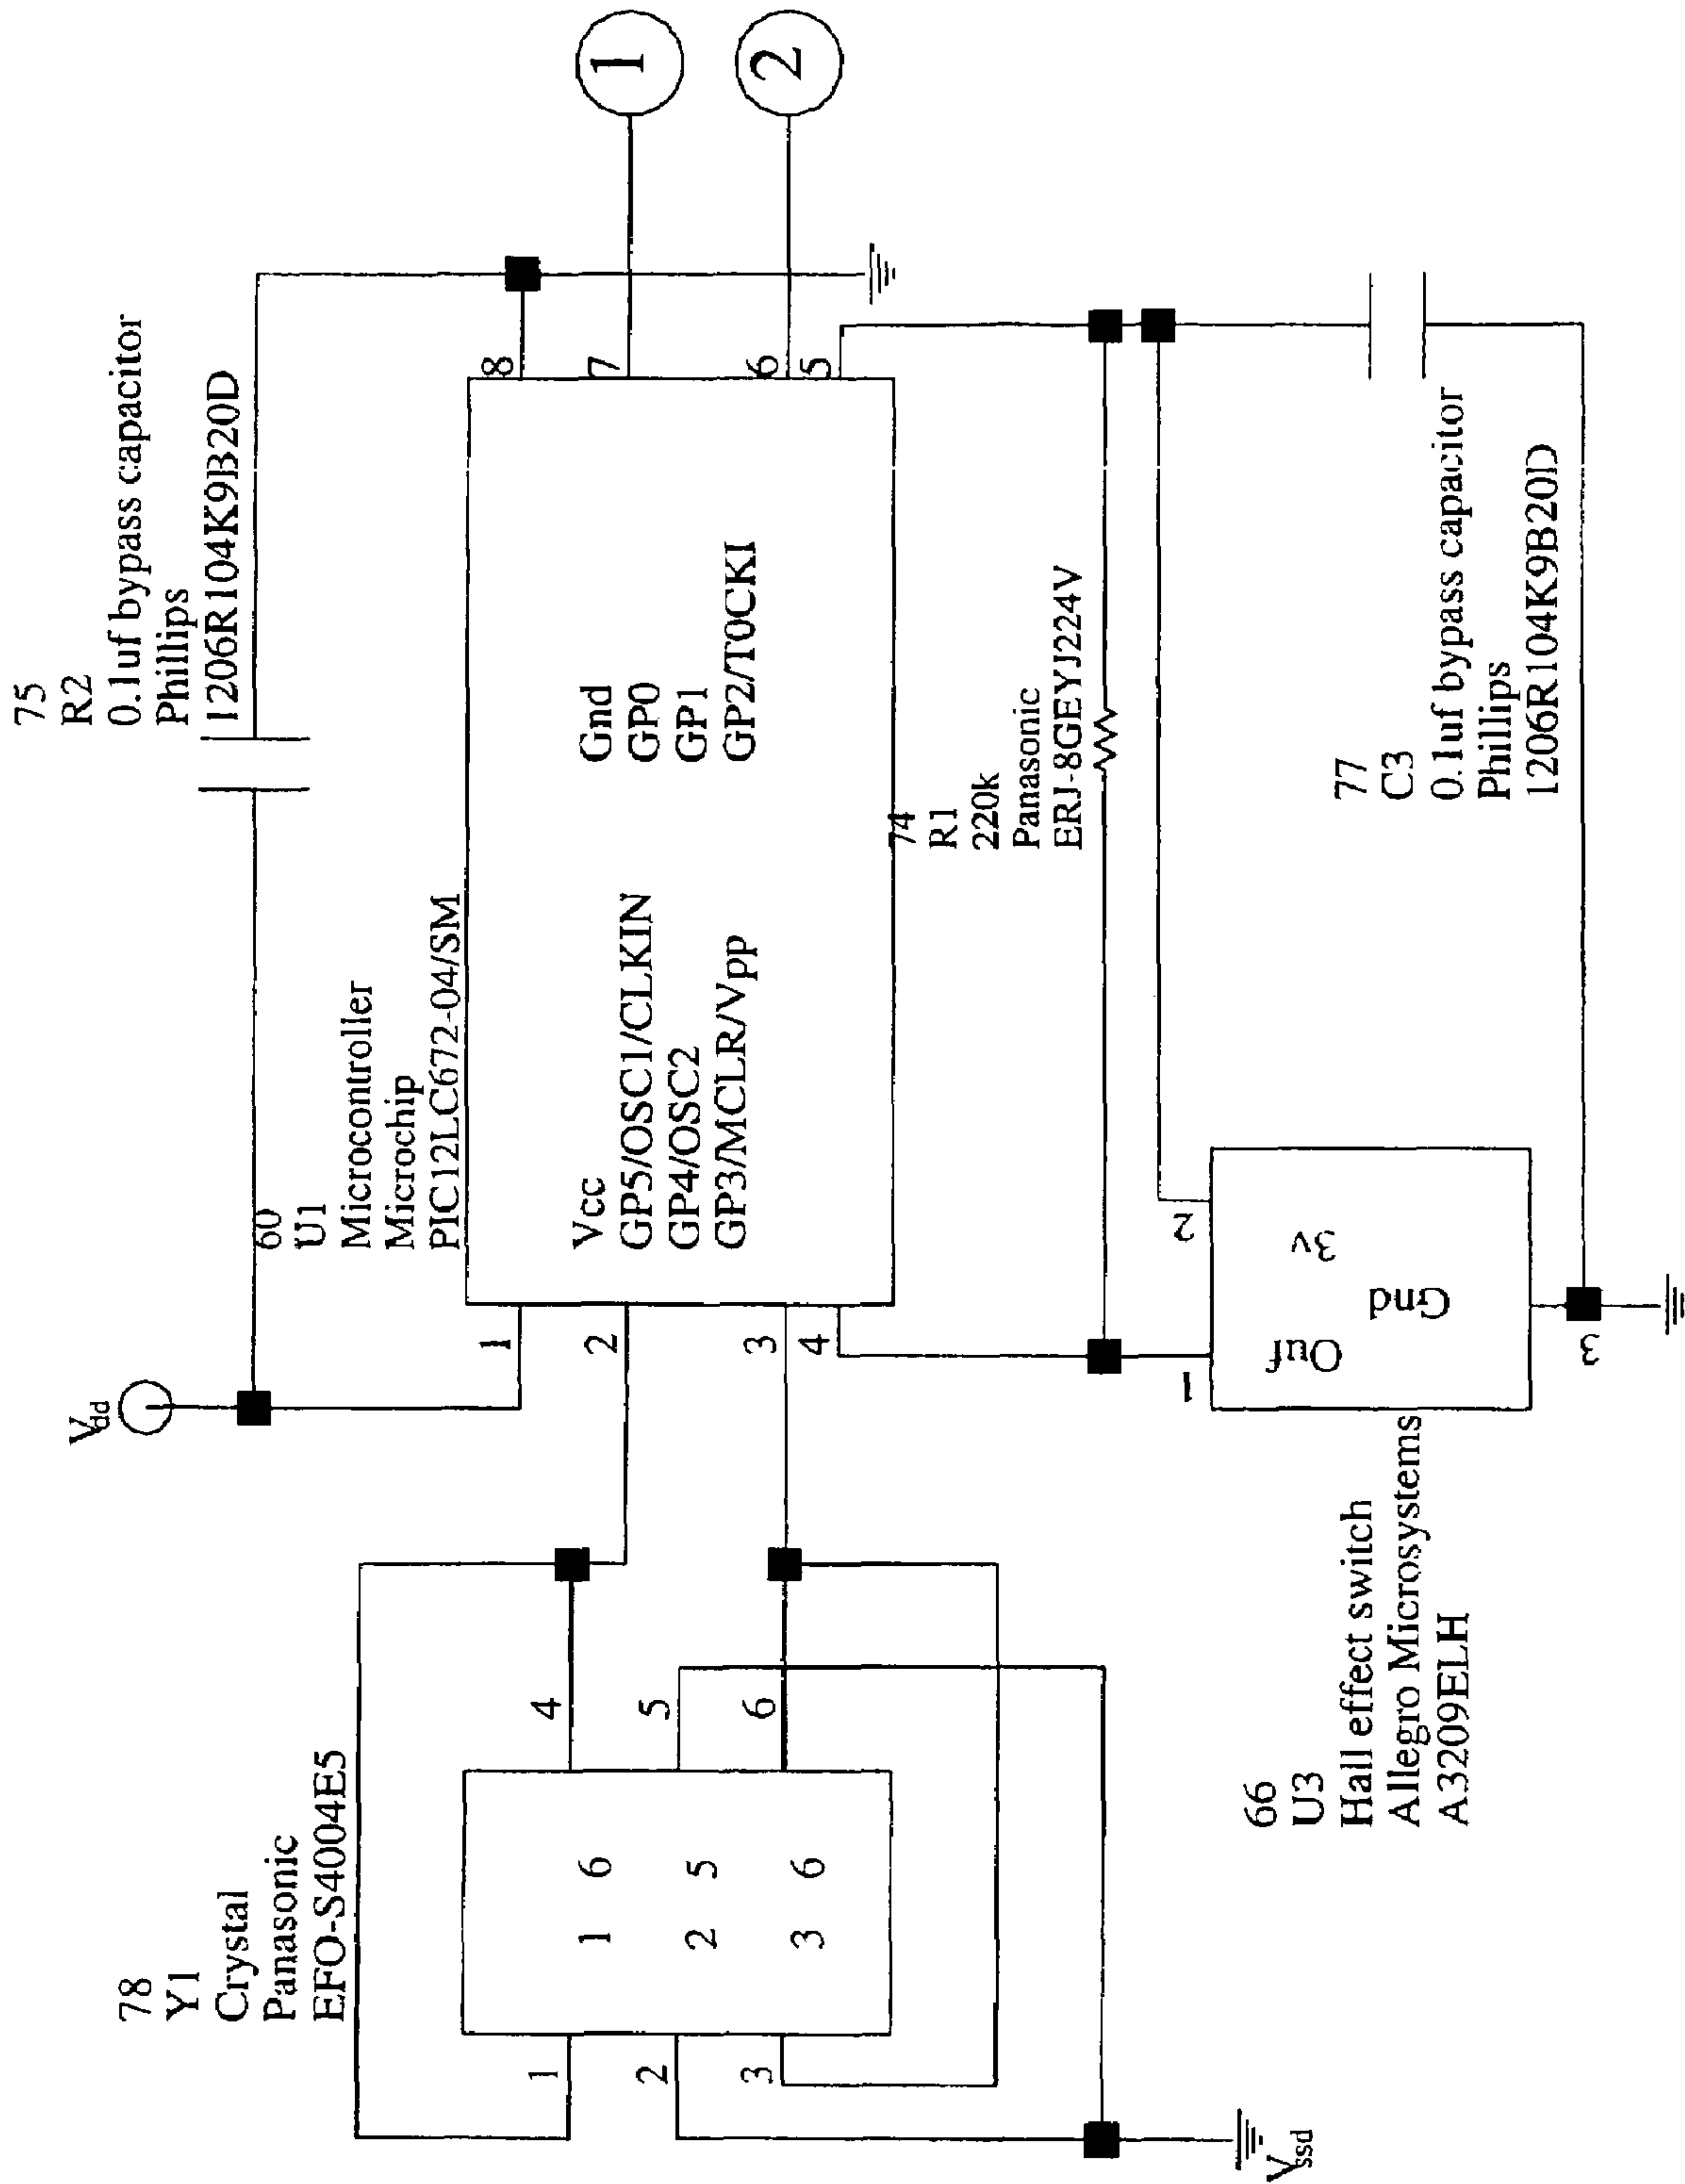 78
Y1
Crystal
Panasonic
EFO-S4004E5
1 6
2 5
3 6
1
2
3
4
5
6
Vssd
Vdd
60
U1
Microcontroller
Microchip
PIC12LC672-04/SM
Vcc
GP5/OSC1/CLKIN
GP4/OSC2
GP3/MCLR/Vpp
Gnd
GP0
GP1
GP2/T0CKI
1
2
3
4
8
7
6
5
75
R2
0.1uf bypass capacitor
Phillips
1206R104K9B20D
1
2
74
R1
220k
Panasonic
ERJ-8GEYJ224V
66
U3
Hall effect switch
Allegro Microsystems
A3209ELH
1
2
3
Ouf
3v
Gnd
77
C3
0.1uf bypass capacitor
Phillips
1206R104K9B20D